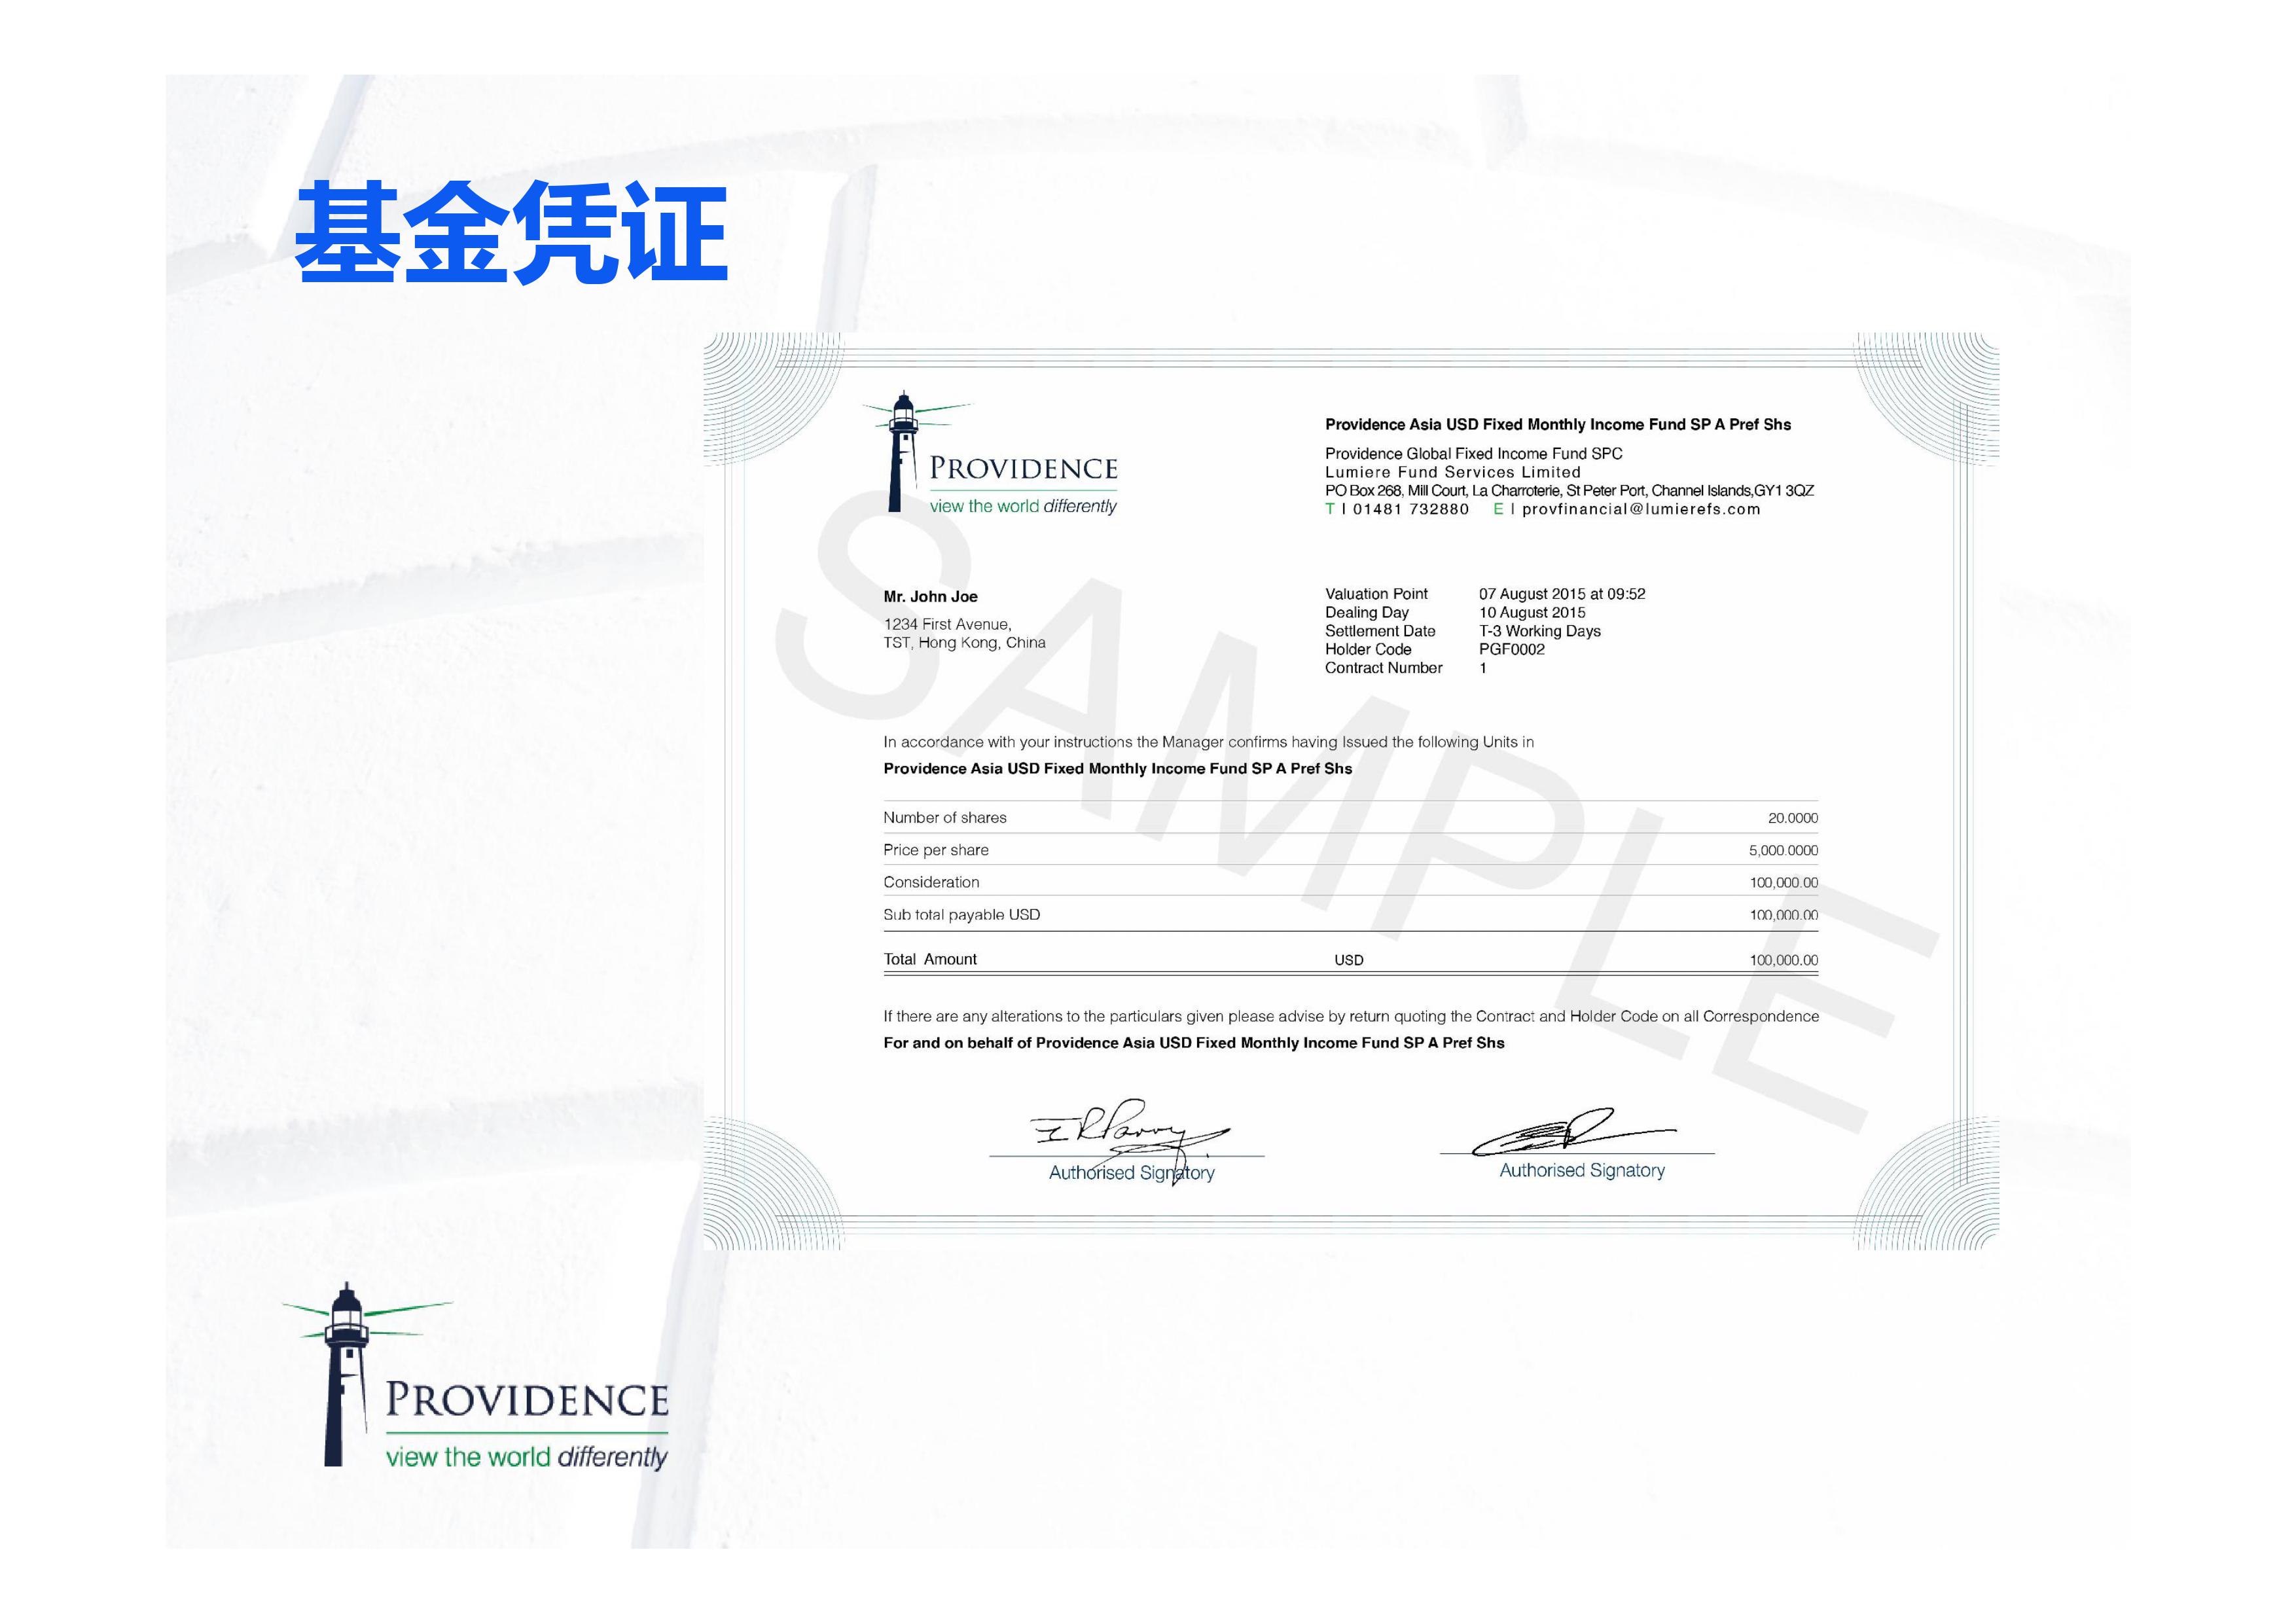 基金凭证
PROVIDENCE
view the world differently
Providence Asia USD Fixed Monthly Income Fund SP A Pref Shs
Providence Global Fixed Income Fund SPC
Lumiere Fund Services Limited
PO Box 268, Mill Court, La Charroterie, St Peter Port, Channel Islands,GY1 3QZ
T | 01481 732880 E | provfinancial@lumierefs.com
Mr. John Joe
1234 First Avenue,
TST, Hong Kong, China
Valuation Point 07 August 2015 at 09:52
Dealing Day 10 August 2015
Settlement Date T-3 Working Days
Holder Code PGF0002
Contract Number 1
SAMPLE
In accordance with your instructions the Manager confirms having Issued the following Units in
Providence Asia USD Fixed Monthly Income Fund SP A Pref Shs
Number of shares 20.0000
Price per share 5,000.0000
Consideration 100,000.00
Sub total payable USD 100,000.00
Total Amount USD 100,000.00
If there are any alterations to the particulars given please advise by return quoting the Contract and Holder Code on all Correspondence
For and on behalf of Providence Asia USD Fixed Monthly Income Fund SP A Pref Shs
Authorised Signatory Authorised Signatory
PROVIDENCE
view the world differently